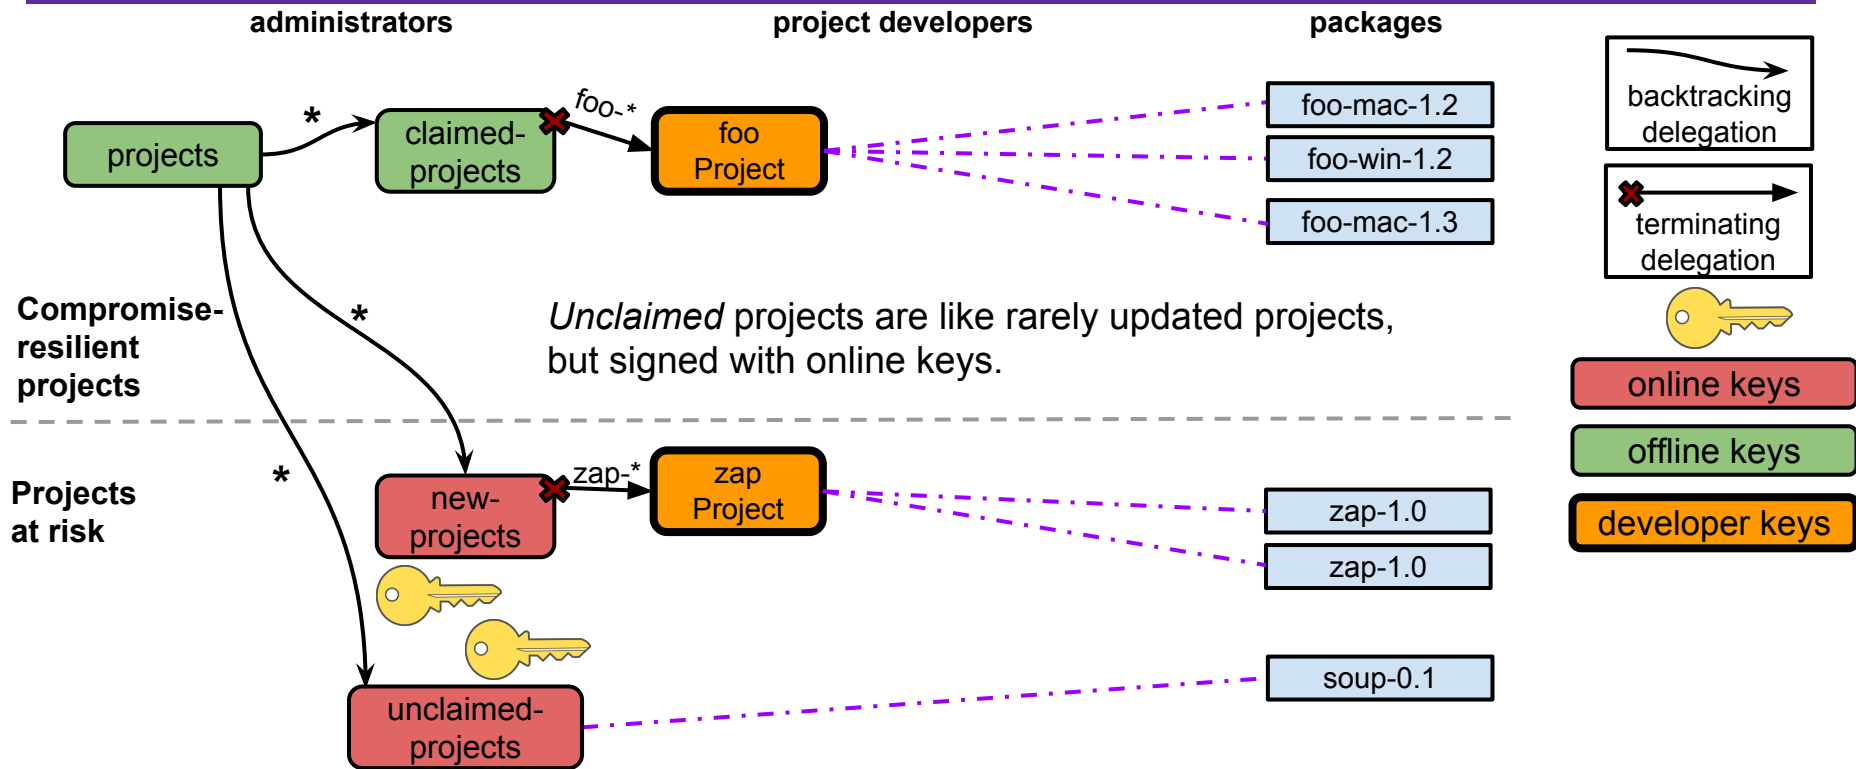 administrators
project developers
packages
projects
*
claimed-
projects
foo-*
foo
Project
foo-mac-1.2
foo-win-1.2
foo-mac-1.3
backtracking
delegation
terminating
delegation
Compromise-
resilient
projects
*
Unclaimed projects are like rarely updated projects,
but signed with online keys.
online keys
offline keys
developer keys
Projects
at risk
*
new-
projects
zap-*
zap
Project
zap-1.0
zap-1.0
unclaimed-
projects
soup-0.1